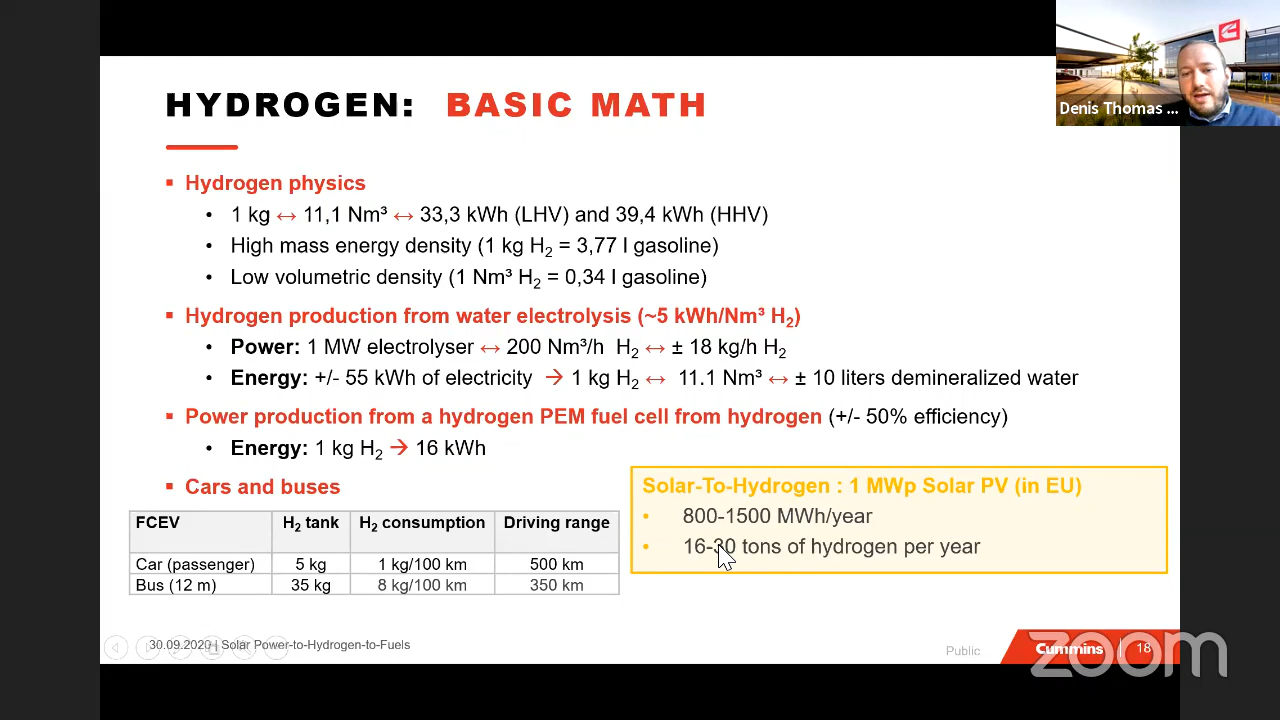 Denis Thomas ...
HYDROGEN: BASIC MATH
▪ Hydrogen physics
• 1 kg ↔ 11,1 Nm³ ↔ 33,3 kWh (LHV) and 39,4 kWh (HHV)
• High mass energy density (1 kg H₂ = 3,77 l gasoline)
• Low volumetric density (1 Nm³ H₂ = 0,34 l gasoline)
▪ Hydrogen production from water electrolysis (~5 kWh/Nm³ H₂)
• Power: 1 MW electrolyser ↔ 200 Nm³/h H₂ ↔ ± 18 kg/h H₂
• Energy: +/- 55 kWh of electricity → 1 kg H₂ ↔ 11.1 Nm³ ↔ ± 10 liters demineralized water
▪ Power production from a hydrogen PEM fuel cell from hydrogen (+/- 50% efficiency)
• Energy: 1 kg H₂ → 16 kWh
▪ Cars and buses
FCEV H₂ tank H₂ consumption Driving range
Car (passenger) 5 kg 1 kg/100 km 500 km
Bus (12 m) 35 kg 8 kg/100 km 350 km
Solar-To-Hydrogen : 1 MWp Solar PV (in EU)
• 800-1500 MWh/year
• 16-30 tons of hydrogen per year
30.09.2020 | Solar Power-to-Hydrogen-to-Fuels
Public
Cummins
18
zoom